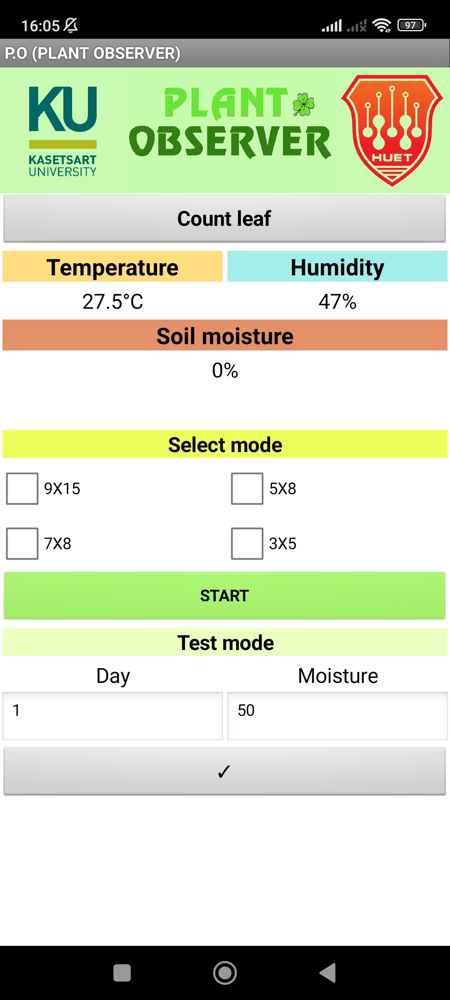 16:05
97
P.O (PLANT OBSERVER)
KU
KASETSART
UNIVERSITY
PLANT
OBSERVER
HUET
Count leaf
Temperature
Humidity
27.5°C
47%
Soil moisture
0%
Select mode
9X15
5X8
7X8
3X5
START
Test mode
Day
Moisture
1
50
✓